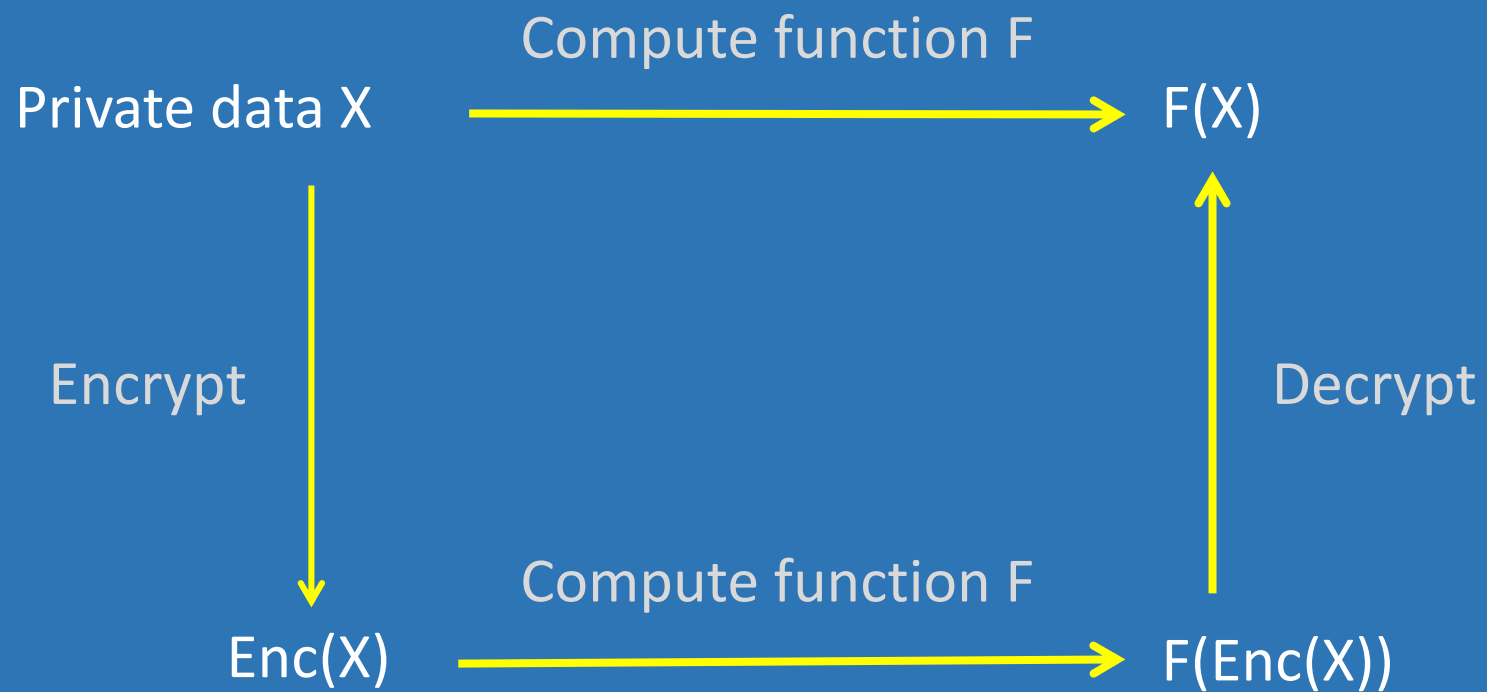 Compute function F
Private data X
F(X)
Encrypt
Decrypt
Compute function F
Enc(X)
F(Enc(X))